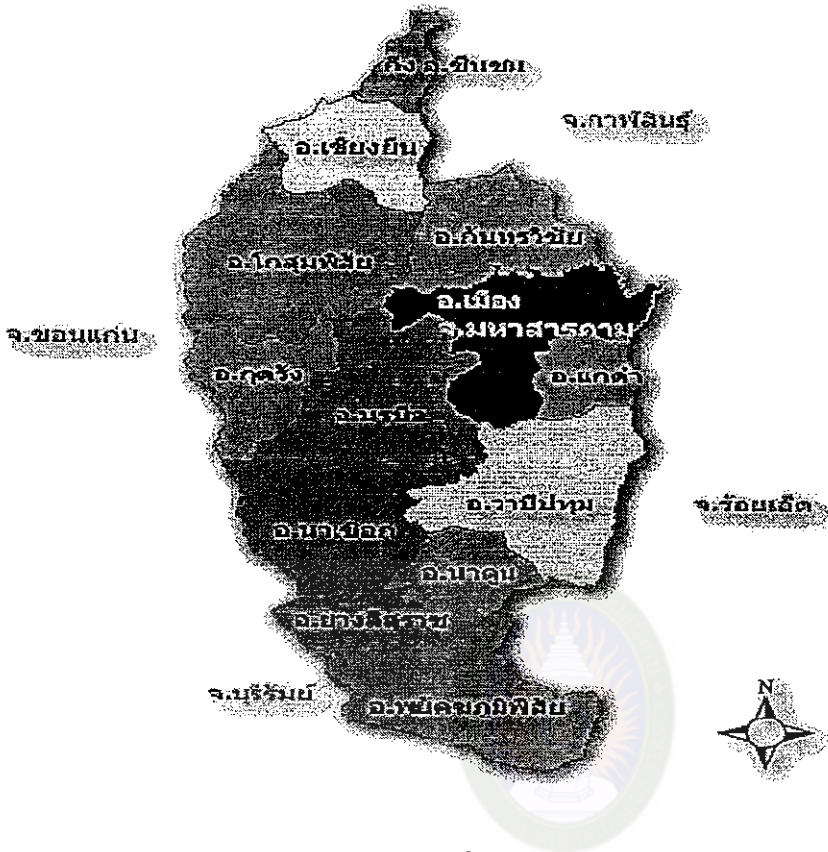 กิ่ง อ.ชื่นชม
จ.กาฬสินธุ์
อ.เชียงยืน
อ.กันทรวิชัย
อ.โกสุมพิสัย
อ.เมือง
จ.มหาสารคาม
จ.ขอนแก่น
อ.กุดรัง
อ.แกดำ
อ.บรบือ
อ.วาปีปทุม
จ.ร้อยเอ็ด
อ.นาเชือก
อ.นาดูน
อ.ยางสีสุราช
จ.บุรีรัมย์
อ.พยัคฆภูมิพิสัย
N